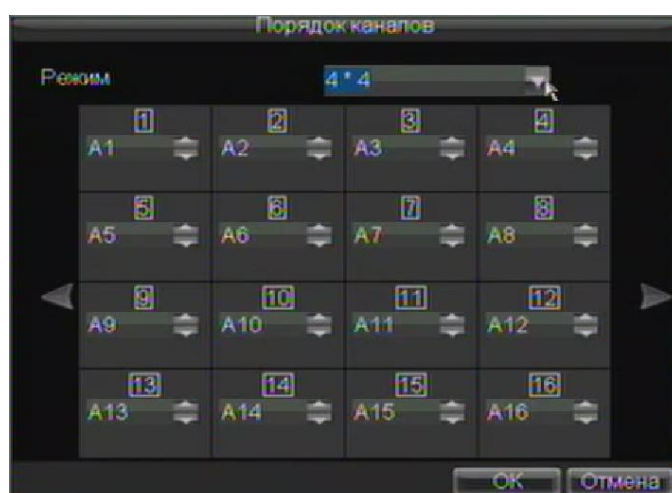 Порядок каналов
Режим 4 * 4
1 2 3 4
A1 A2 A3 A4
5 6 7 8
A5 A6 A7 A8
9 10 11 12
A9 A10 A11 A12
13 14 15 16
A13 A14 A15 A16
OK Отмена